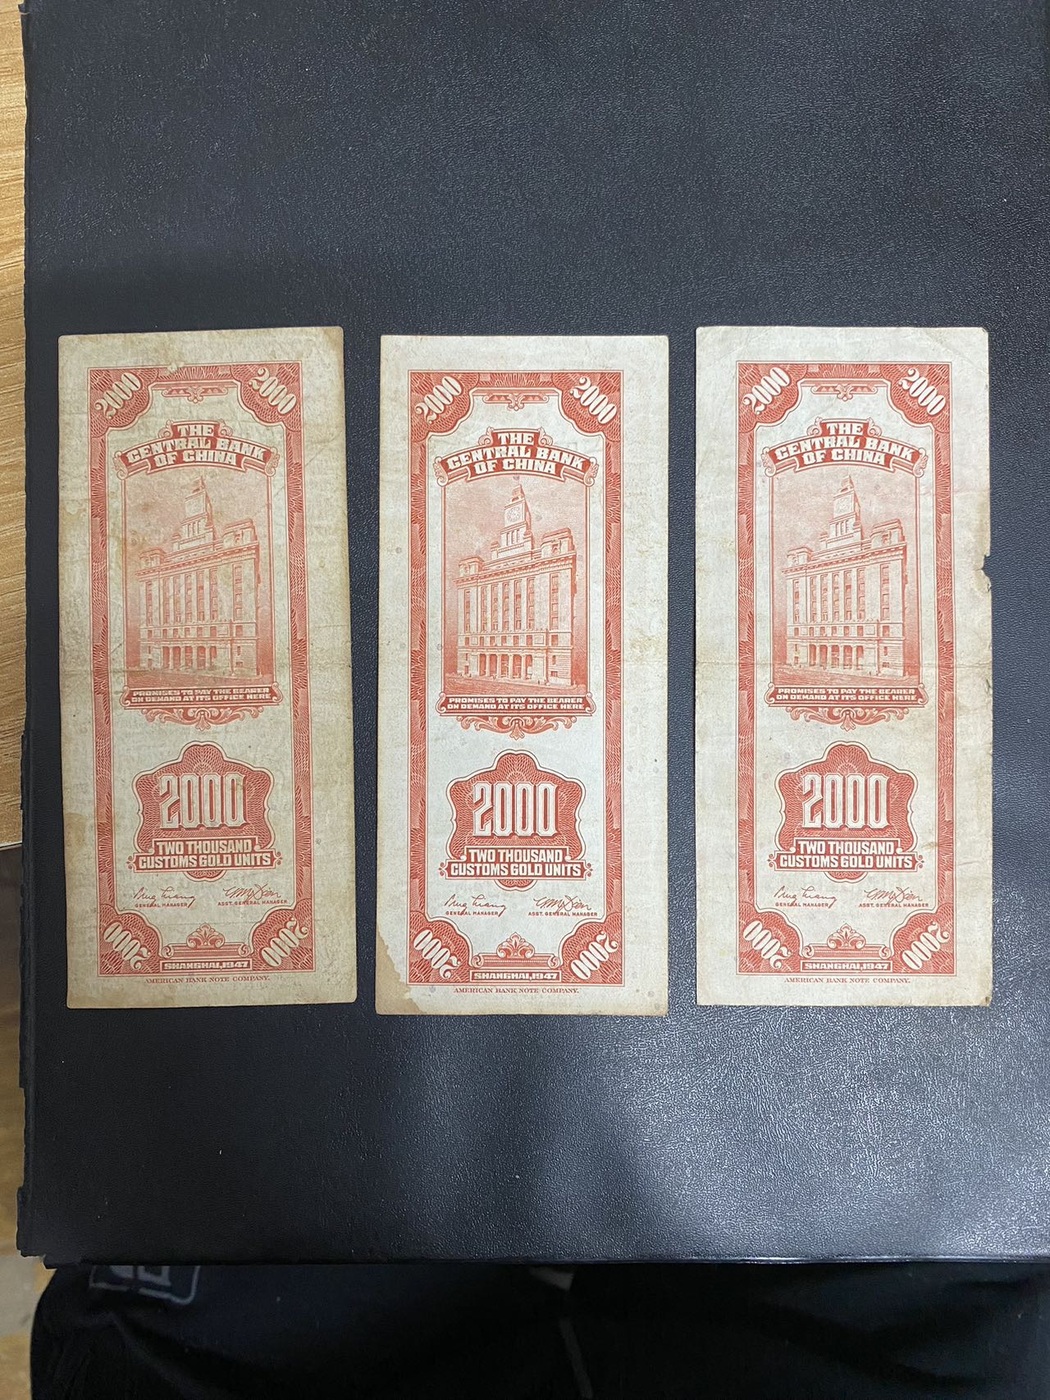 2000 2000
THE
CENTRAL BANK
OF CHINA
PROMISES TO PAY THE BEARER
ON DEMAND AT ITS OFFICE HERE
2000
TWO THOUSAND
CUSTOMS GOLD UNITS
GENERAL MANAGER ASST. GENERAL MANAGER
2000 2000
SHANGHAI, 1947
AMERICAN BANK NOTE COMPANY.
2000 2000
THE
CENTRAL BANK
OF CHINA
PROMISES TO PAY THE BEARER
ON DEMAND AT ITS OFFICE HERE
2000
TWO THOUSAND
CUSTOMS GOLD UNITS
GENERAL MANAGER ASST. GENERAL MANAGER
2000 2000
SHANGHAI, 1947
AMERICAN BANK NOTE COMPANY.
2000 2000
THE
CENTRAL BANK
OF CHINA
PROMISES TO PAY THE BEARER
ON DEMAND AT ITS OFFICE HERE
2000
TWO THOUSAND
CUSTOMS GOLD UNITS
GENERAL MANAGER ASST. GENERAL MANAGER
2000 2000
SHANGHAI, 1947
AMERICAN BANK NOTE COMPANY.